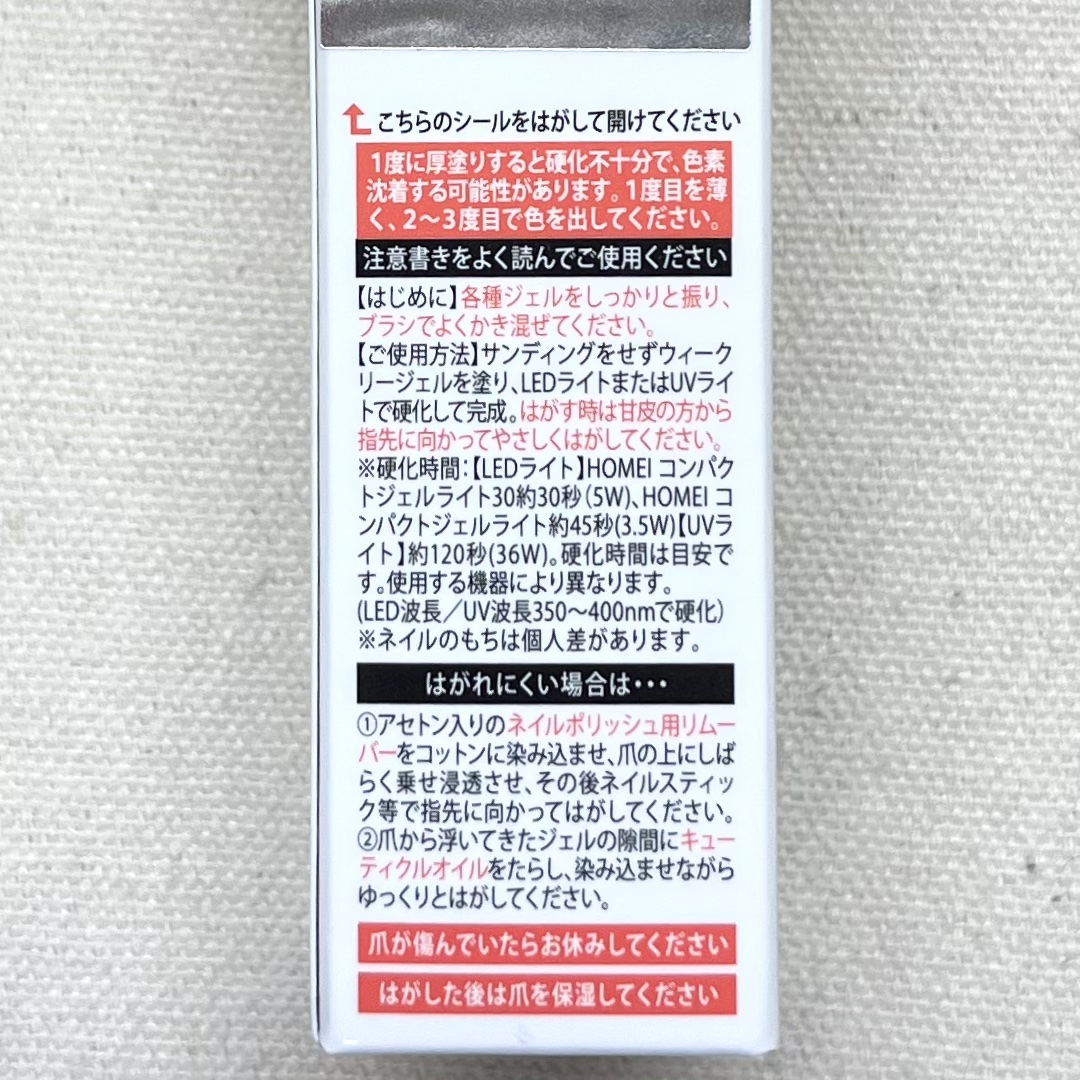 こちらのシールをはがして開けてください
1度に厚塗りすると硬化不十分で、色素
沈着する可能性があります。1度目を薄
く、2〜3度目で色を出してください。
注意書きをよく読んでご使用ください
【はじめに】各種ジェルをしっかりと振り、
ブラシでよくかき混ぜてください。
【ご使用方法】サンディングをせずウィーク
リージェルを塗り、LEDライトまたはUVライ
トで硬化して完成。はがす時は甘皮の方から
指先に向かってやさしくはがしてください。
※硬化時間：【LEDライト】HOMEI コンパク
トジェルライト30約30秒（5W)、HOMEI コ
ンパクトジェルライト約45秒(3.5W)【UVラ
イト】約120秒(36W)。硬化時間は目安で
す。使用する機器により異なります。
(LED波長／UV波長350〜400nmで硬化)
※ネイルのもちは個人差があります。
はがれにくい場合は・・・
①アセトン入りのネイルポリッシュ用リムー
バーをコットンに染み込ませ、爪の上にしば
らく乗せ浸透させ、その後ネイルスティッ
ク等で指先に向かってはがしてください。
②爪から浮いてきたジェルの隙間にキュー
ティクルオイルをたらし、染み込ませながら
ゆっくりとはがしてください。
爪が傷んでいたらお休みしてください
はがした後は爪を保湿してください